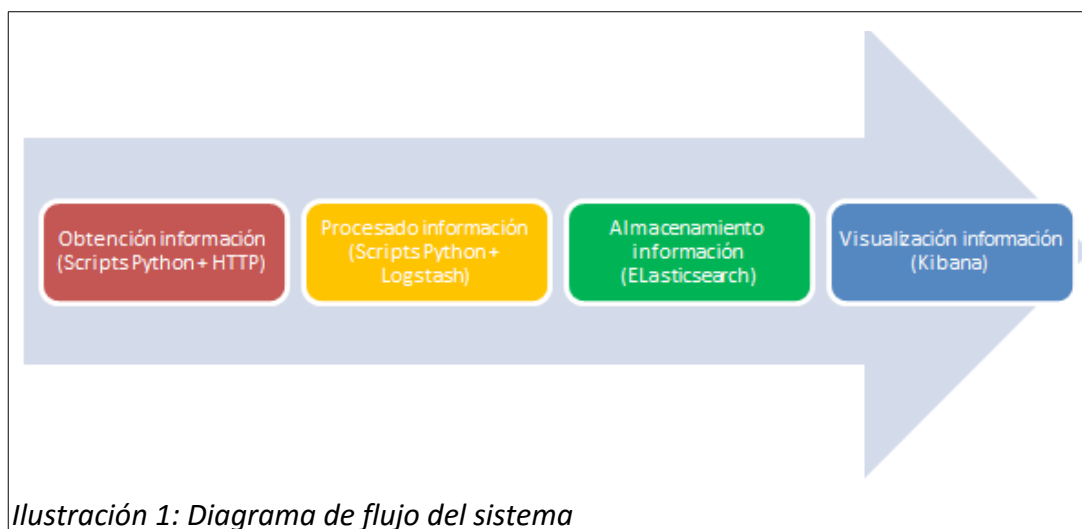 Obtención información
(Scripts Python + HTTP)
Procesado información
(Scripts Python +
Logstash)
Almacenamiento
información
(ELasticsearch)
Visualización información
(Kibana)
Ilustración 1: Diagrama de flujo del sistema